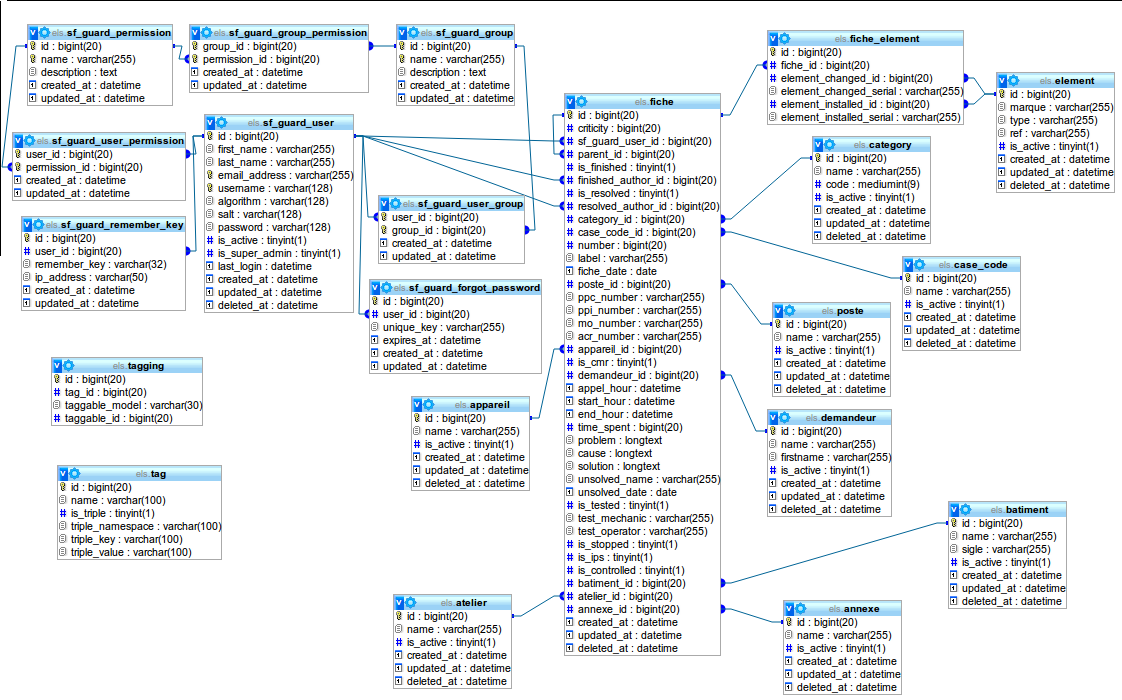 els.sf_guard_permission
id : bigint(20)
name : varchar(255)
description : text
created_at : datetime
updated_at : datetime
els.sf_guard_group_permission
group_id : bigint(20)
permission_id : bigint(20)
created_at : datetime
updated_at : datetime
els.sf_guard_group
id : bigint(20)
name : varchar(255)
description : text
created_at : datetime
updated_at : datetime
els.fiche_element
id : bigint(20)
fiche_id : bigint(20)
element_changed_id : bigint(20)
element_changed_serial : varchar(255)
element_installed_id : bigint(20)
element_installed_serial : varchar(255)
els.element
id : bigint(20)
marque : varchar(255)
type : varchar(255)
ref : varchar(255)
is_active : tinyint(1)
created_at : datetime
updated_at : datetime
deleted_at : datetime
els.sf_guard_user_permission
user_id : bigint(20)
permission_id : bigint(20)
created_at : datetime
updated_at : datetime
els.sf_guard_user
id : bigint(20)
first_name : varchar(255)
last_name : varchar(255)
email_address : varchar(255)
username : varchar(128)
algorithm : varchar(128)
salt : varchar(128)
password : varchar(128)
is_active : tinyint(1)
is_super_admin : tinyint(1)
last_login : datetime
created_at : datetime
updated_at : datetime
deleted_at : datetime
els.sf_guard_remember_key
id : bigint(20)
user_id : bigint(20)
remember_key : varchar(32)
ip_address : varchar(50)
created_at : datetime
updated_at : datetime
els.sf_guard_user_group
user_id : bigint(20)
group_id : bigint(20)
created_at : datetime
updated_at : datetime
els.sf_guard_forgot_password
id : bigint(20)
user_id : bigint(20)
unique_key : varchar(255)
expires_at : datetime
created_at : datetime
updated_at : datetime
els.fiche
id : bigint(20)
criticity : bigint(20)
sf_guard_user_id : bigint(20)
parent_id : bigint(20)
is_finished : tinyint(1)
finished_author_id : bigint(20)
is_resolved : tinyint(1)
resolved_author_id : bigint(20)
category_id : bigint(20)
case_code_id : bigint(20)
number : bigint(20)
label : varchar(255)
fiche_date : date
poste_id : bigint(20)
ppc_number : varchar(255)
ppi_number : varchar(255)
mo_number : varchar(255)
acr_number : varchar(255)
appareil_id : bigint(20)
is_cmr : tinyint(1)
demandeur_id : bigint(20)
appel_hour : datetime
start_hour : datetime
end_hour : datetime
time_spent : bigint(20)
problem : longtext
cause : longtext
solution : longtext
unsolved_name : varchar(255)
unsolved_date : date
is_tested : tinyint(1)
test_mechanic : varchar(255)
test_operator : varchar(255)
is_stopped : tinyint(1)
is_ips : tinyint(1)
is_controlled : tinyint(1)
batiment_id : bigint(20)
atelier_id : bigint(20)
annexe_id : bigint(20)
created_at : datetime
updated_at : datetime
deleted_at : datetime
els.category
id : bigint(20)
name : varchar(255)
code : mediumint(9)
is_active : tinyint(1)
created_at : datetime
updated_at : datetime
deleted_at : datetime
els.case_code
id : bigint(20)
name : varchar(255)
is_active : tinyint(1)
created_at : datetime
updated_at : datetime
deleted_at : datetime
els.poste
id : bigint(20)
name : varchar(255)
is_active : tinyint(1)
created_at : datetime
updated_at : datetime
deleted_at : datetime
els.tagging
id : bigint(20)
tag_id : bigint(20)
taggable_model : varchar(30)
taggable_id : bigint(20)
els.appareil
id : bigint(20)
name : varchar(255)
is_active : tinyint(1)
created_at : datetime
updated_at : datetime
deleted_at : datetime
els.demandeur
id : bigint(20)
name : varchar(255)
firstname : varchar(255)
is_active : tinyint(1)
created_at : datetime
updated_at : datetime
deleted_at : datetime
els.tag
id : bigint(20)
name : varchar(100)
is_triple : tinyint(1)
triple_namespace : varchar(100)
triple_key : varchar(100)
triple_value : varchar(100)
els.batiment
id : bigint(20)
name : varchar(255)
sigle : varchar(255)
is_active : tinyint(1)
created_at : datetime
updated_at : datetime
deleted_at : datetime
els.atelier
id : bigint(20)
name : varchar(255)
is_active : tinyint(1)
created_at : datetime
updated_at : datetime
deleted_at : datetime
els.annexe
id : bigint(20)
name : varchar(255)
is_active : tinyint(1)
created_at : datetime
updated_at : datetime
deleted_at : datetime